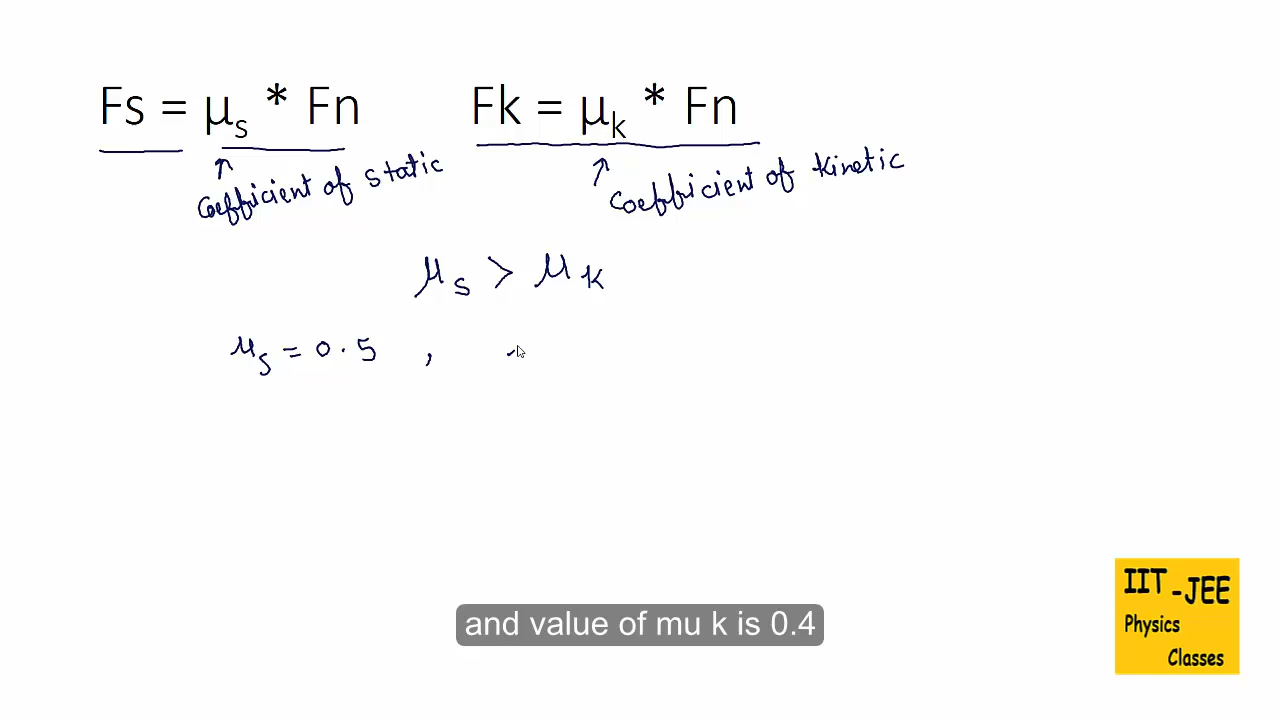 Fs = μs * Fn    Fk = μk * Fn
↑ ↑
Coefficient of static    Coefficient of kinetic
μs > μk
μs = 0.5 ,
and value of mu k is 0.4
IIT -JEE
Physics
Classes